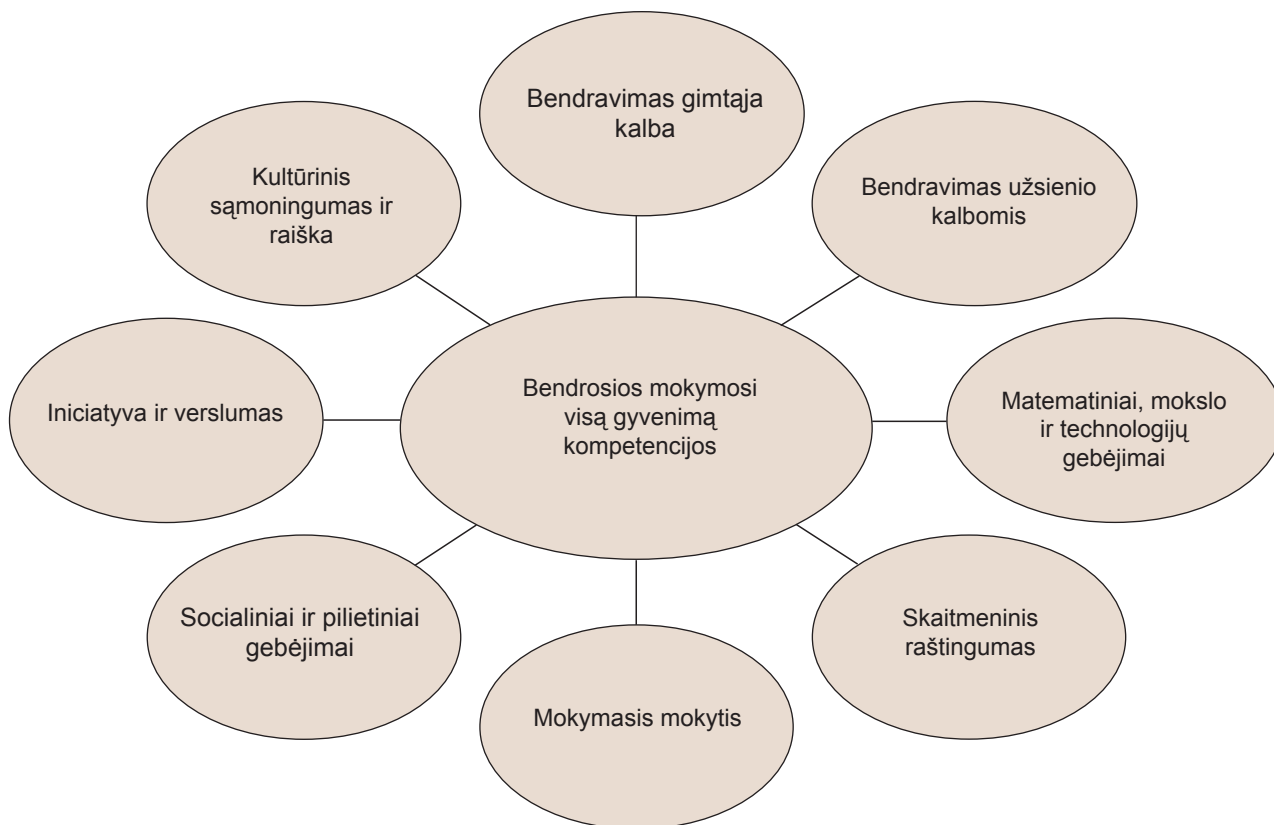 Bendravimas gimtąja
kalba
Kultūrinis
sąmoningumas ir
raiška
Bendravimas užsienio
kalbomis
Iniciatyva ir verslumas
Bendrosios mokymosi
visą gyvenimą
kompetencijos
Matematiniai, mokslo
ir technologijų
gebėjimai
Socialiniai ir pilietiniai
gebėjimai
Skaitmeninis
raštingumas
Mokymasis mokytis